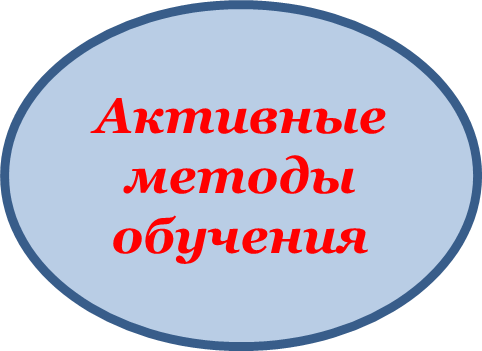 Активные
методы
обучения